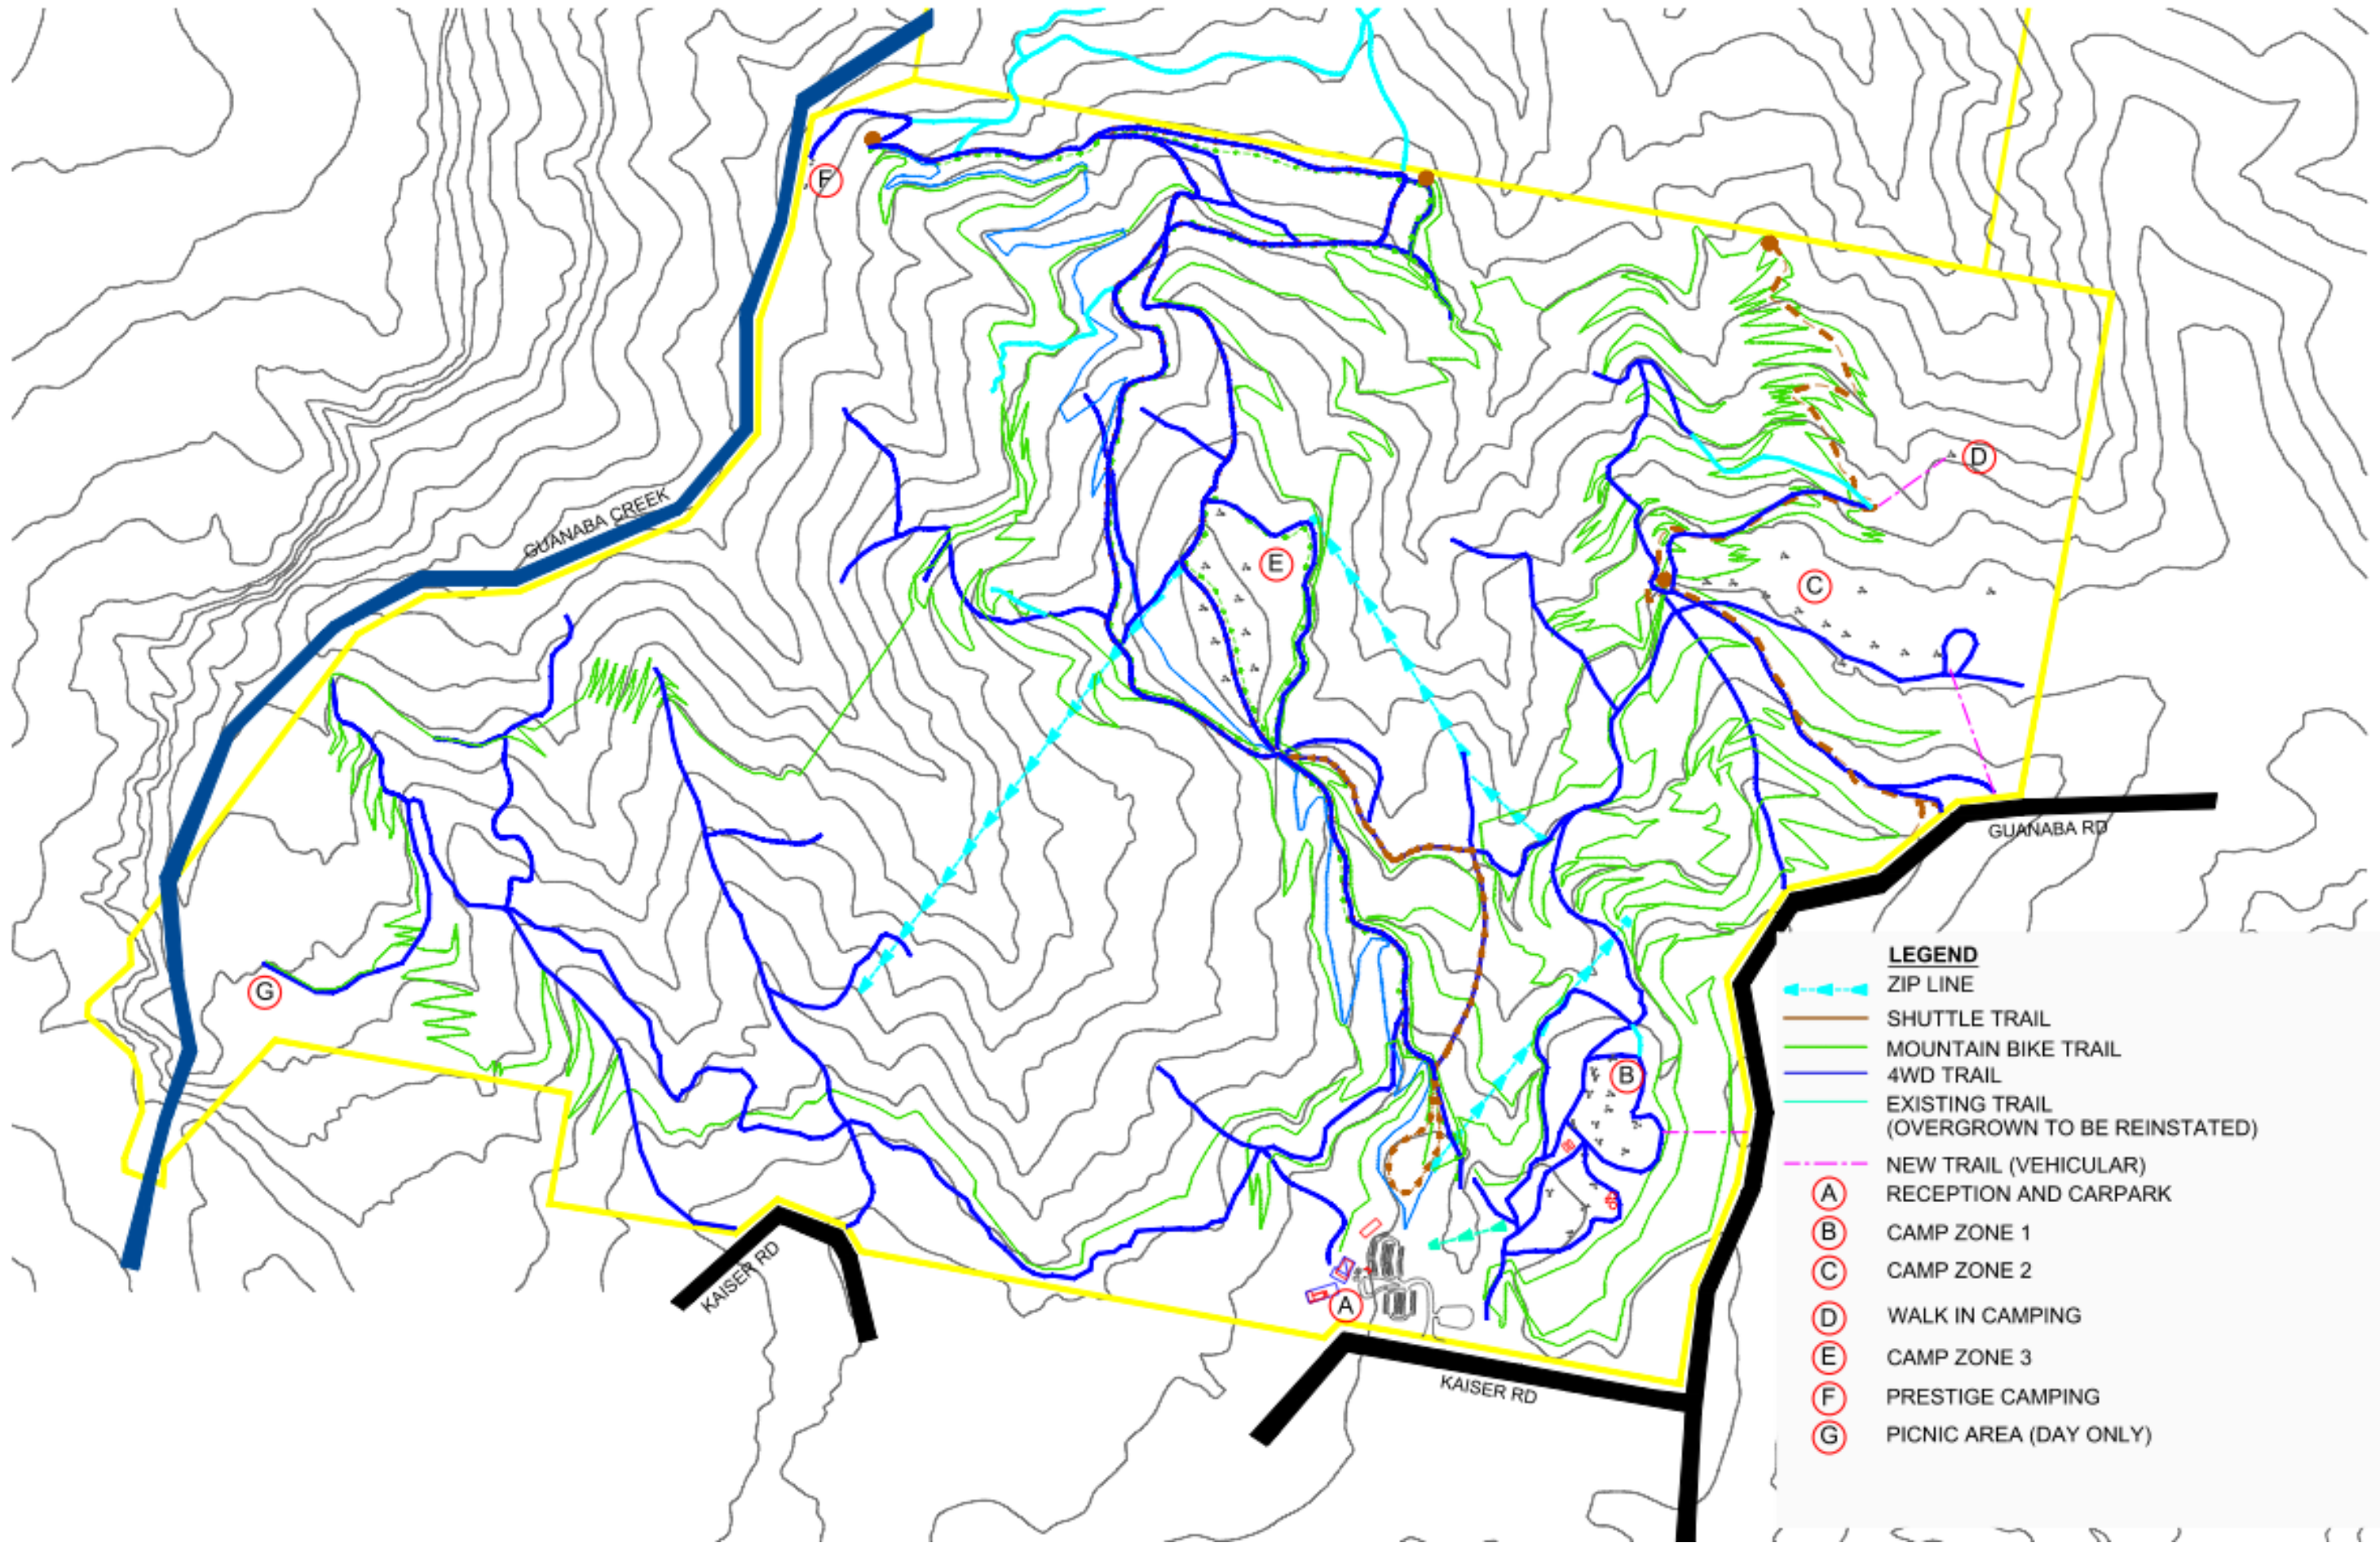 F
D
E
C
GUANABA CREEK
GUANABA RD
G
B
A
KAISER RD
KAISER RD
LEGEND
ZIP LINE
SHUTTLE TRAIL
MOUNTAIN BIKE TRAIL
4WD TRAIL
EXISTING TRAIL
(OVERGROWN TO BE REINSTATED)
NEW TRAIL (VEHICULAR)
A RECEPTION AND CARPARK
B CAMP ZONE 1
C CAMP ZONE 2
D WALK IN CAMPING
E CAMP ZONE 3
F PRESTIGE CAMPING
G PICNIC AREA (DAY ONLY)